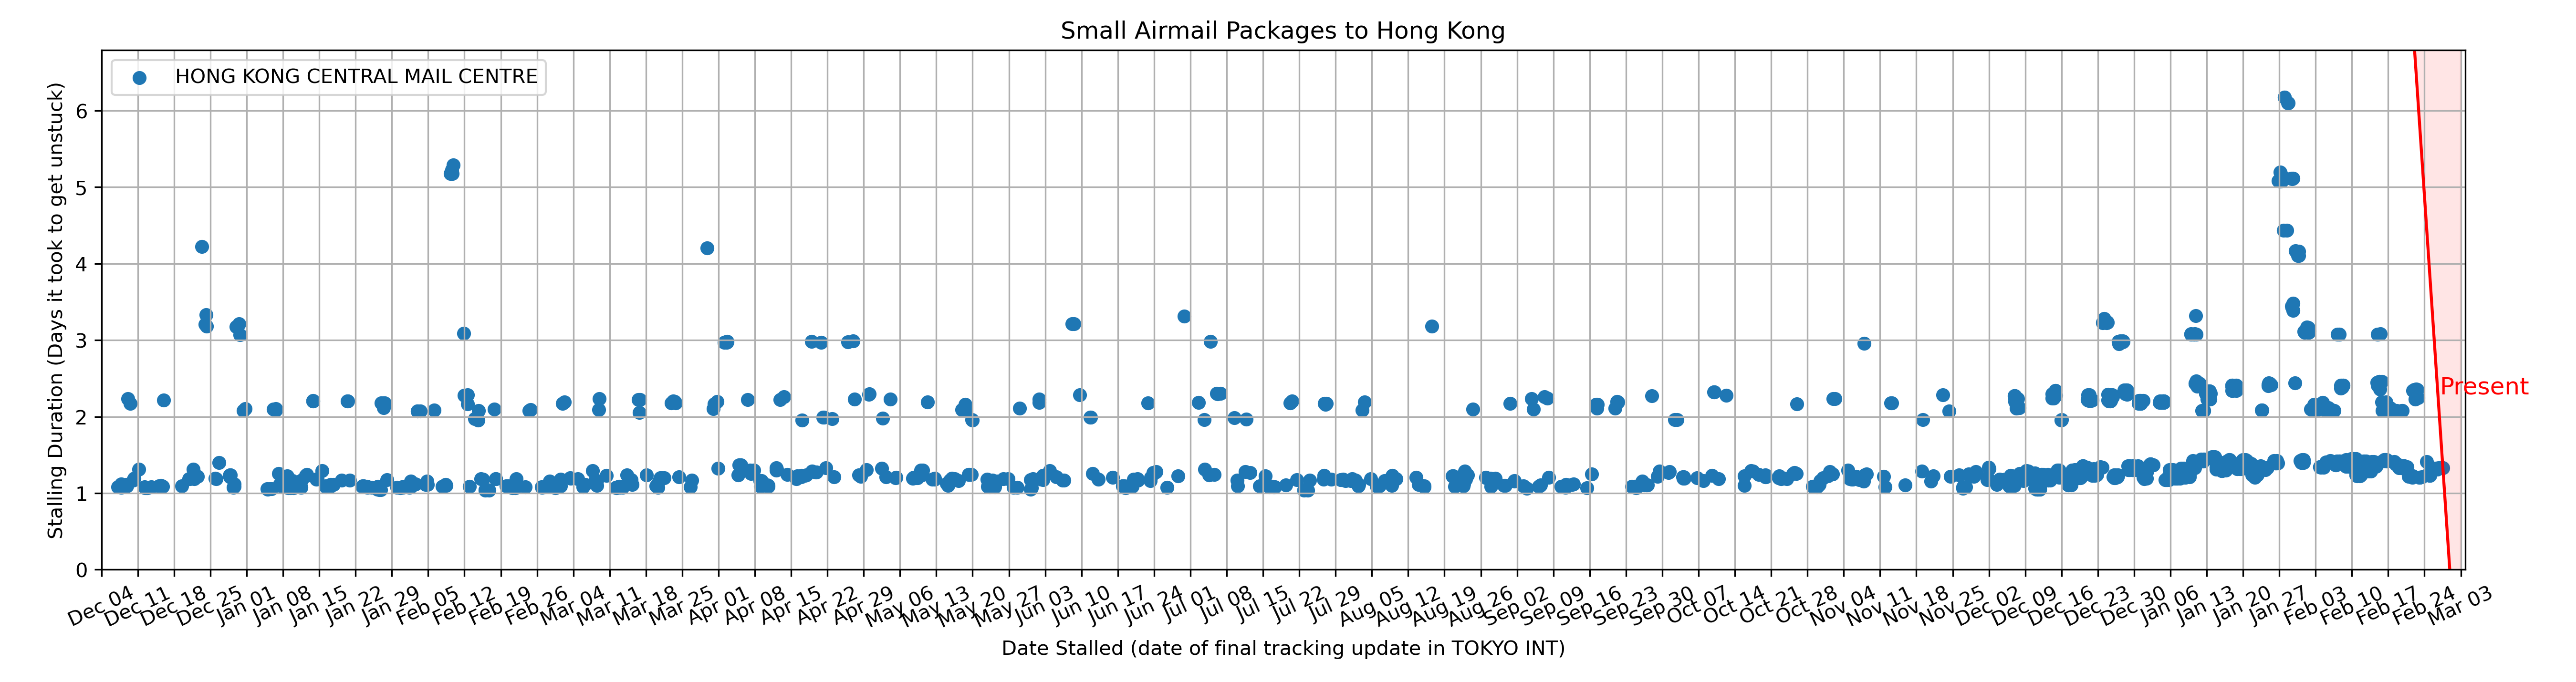 Small Airmail Packages to Hong Kong
HONG KONG CENTRAL MAIL CENTRE
Stalling Duration (Days it took to get unstuck)
6
5
4
3
2
1
0
Present
Dec 04 Dec 11 Dec 18 Dec 25 Jan 01 Jan 08 Jan 15 Jan 22 Jan 29 Feb 05 Feb 12 Feb 19 Feb 26 Mar 04 Mar 11 Mar 18 Mar 25 Apr 01 Apr 08 Apr 15 Apr 22 Apr 29 May 06 May 13 May 20 May 27 Jun 03 Jun 10 Jun 17 Jun 24 Jul 01 Jul 08 Jul 15 Jul 22 Jul 29 Aug 05 Aug 12 Aug 19 Aug 26 Sep 02 Sep 09 Sep 16 Sep 23 Sep 30 Oct 07 Oct 14 Oct 21 Oct 28 Nov 04 Nov 11 Nov 18 Nov 25 Dec 02 Dec 09 Dec 16 Dec 23 Dec 30 Jan 06 Jan 13 Jan 20 Jan 27 Feb 03 Feb 10 Feb 17 Feb 24 Mar 03
Date Stalled (date of final tracking update in TOKYO INT)